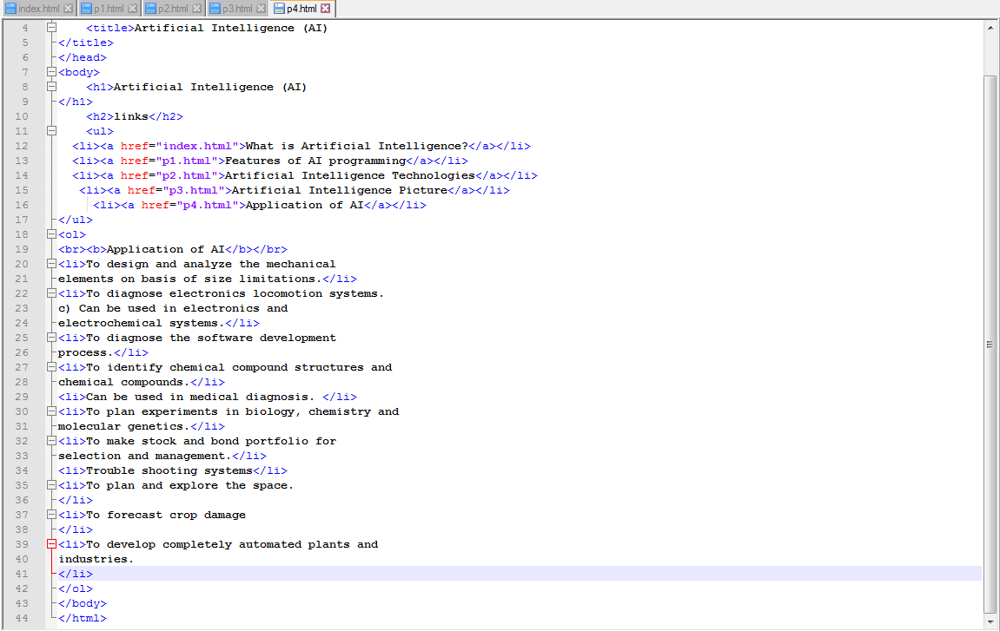 index.html p1.html p2.html p3.html p4.html
4 <title>Artificial Intelligence (AI)
5 </title>
6 </head>
7 <body>
8 <h1>Artificial Intelligence (AI)
9 </h1>
10 <h2>links</h2>
11 <ul>
12 <li><a href="index.html">What is Artificial Intelligence?</a></li>
13 <li><a href="p1.html">Features of AI programming</a></li>
14 <li><a href="p2.html">Artificial Intelligence Technologies</a></li>
15 <li><a href="p3.html">Artificial Intelligence Picture</a></li>
16 <li><a href="p4.html">Application of AI</a></li>
17 </ul>
18 <ol>
19 <br><b>Application of AI</b></br>
20 <li>To design and analyze the mechanical
21 elements on basis of size limitations.</li>
22 <li>To diagnose electronics locomotion systems.
23 c) Can be used in electronics and
24 electrochemical systems.</li>
25 <li>To diagnose the software development
26 process.</li>
27 <li>To identify chemical compound structures and
28 chemical compounds.</li>
29 <li>Can be used in medical diagnosis. </li>
30 <li>To plan experiments in biology, chemistry and
31 molecular genetics.</li>
32 <li>To make stock and bond portfolio for
33 selection and management.</li>
34 <li>Trouble shooting systems</li>
35 <li>To plan and explore the space.
36 </li>
37 <li>To forecast crop damage
38 </li>
39 <li>To develop completely automated plants and
40 industries.
41 </li>
42 </ol>
43 </body>
44 </html>